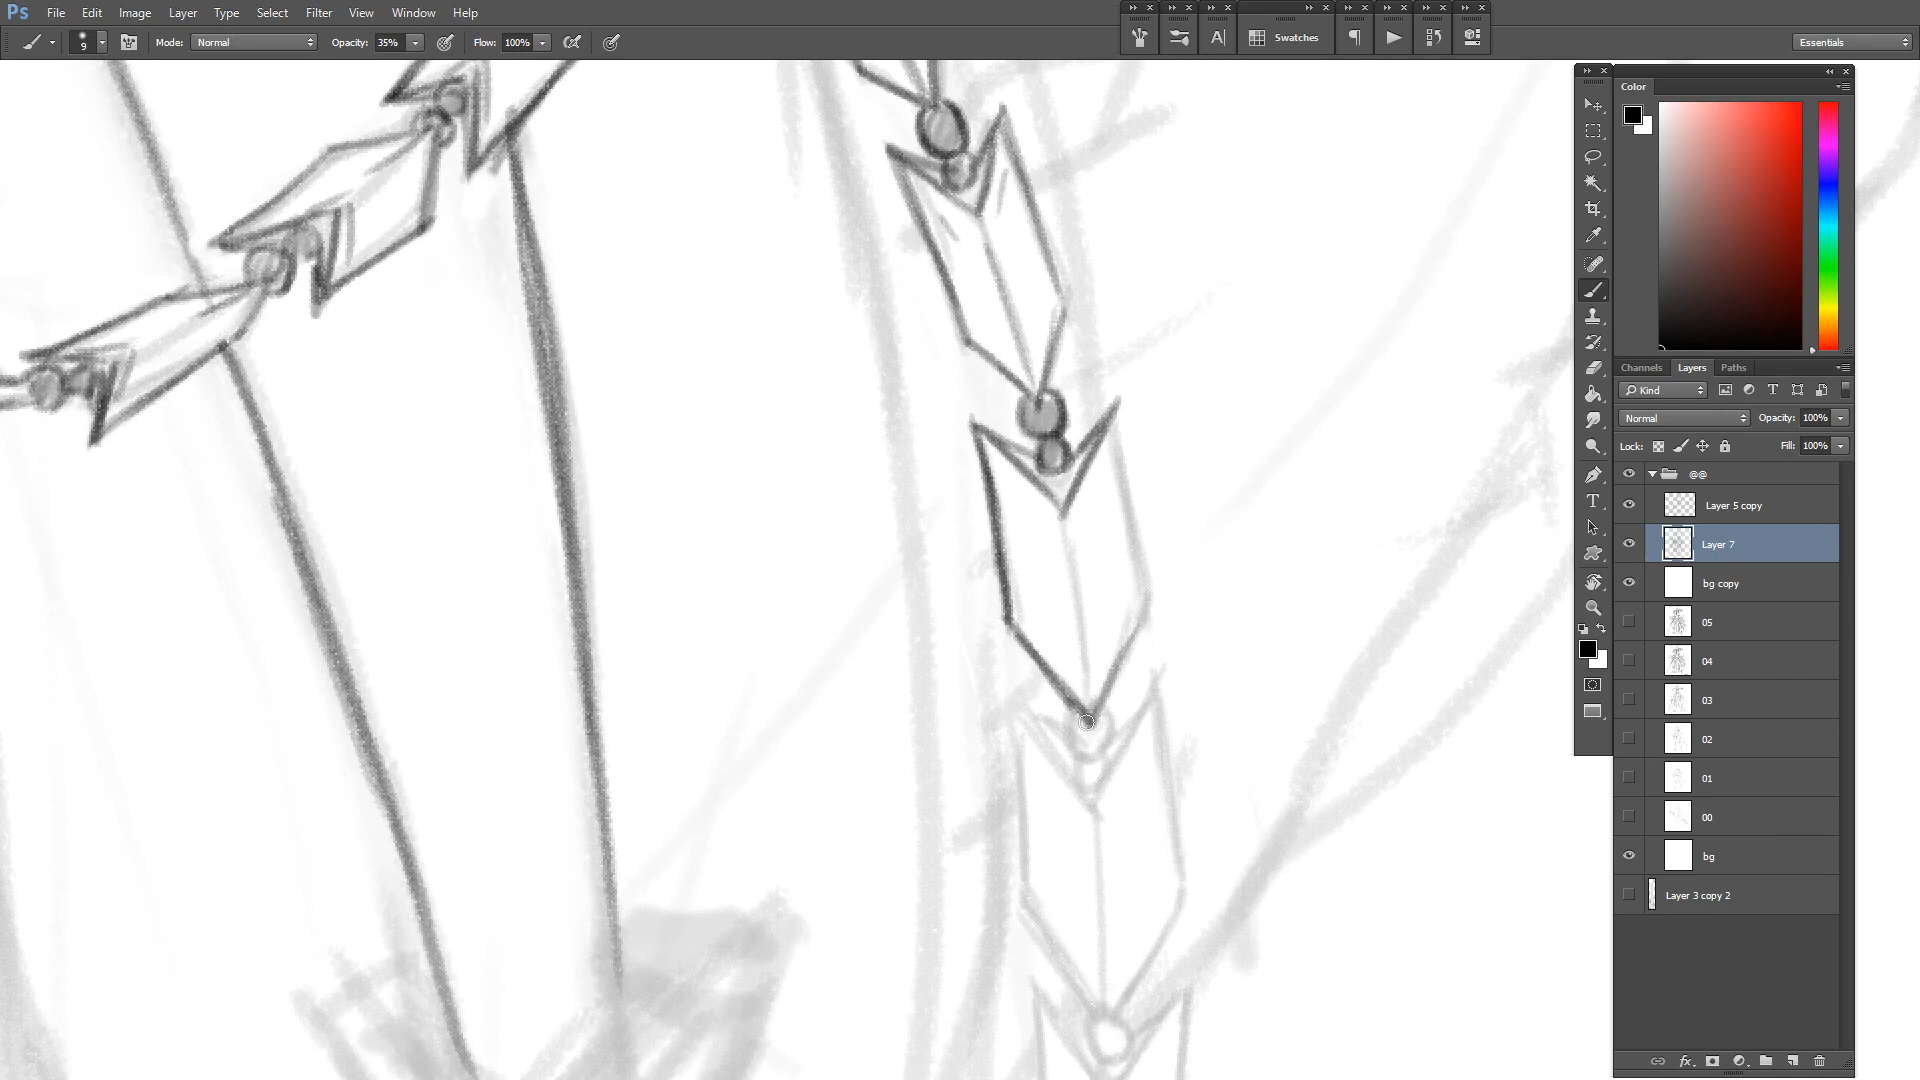 Ps File Edit Image Layer Type Select Filter View Window Help
9 Mode: Normal Opacity: 35% Flow: 100% A Swatches Essentials
Color
Channels Layers Paths
Kind T
Normal Opacity: 100%
Lock: Fill: 100%
@@
Layer 5 copy
T
Layer 7
bg copy
05
04
03
02
01
00
bg
Layer 3 copy 2
fx